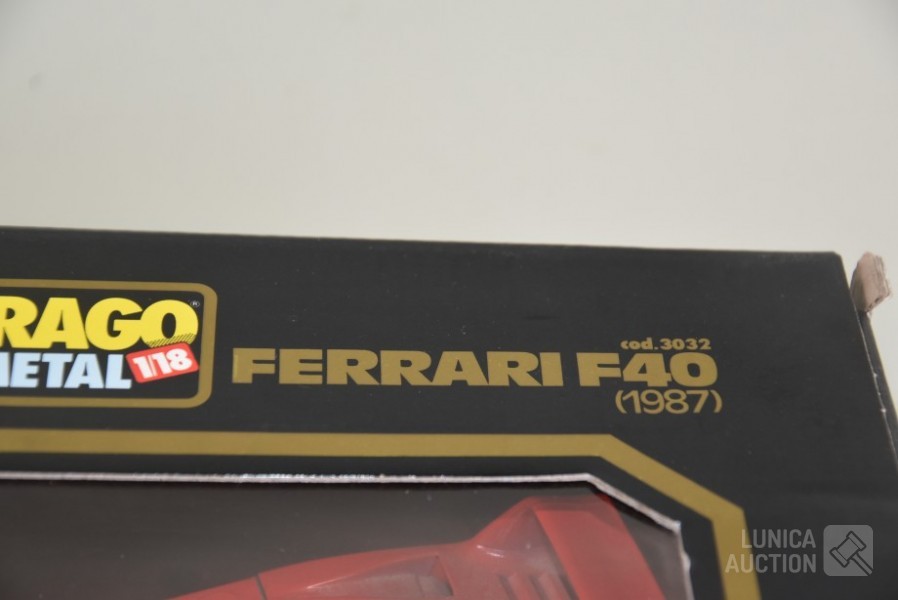 RAGO®
METAL 1/18
cod.3032
FERRARI F40
(1987)
LUNICA
AUCTION